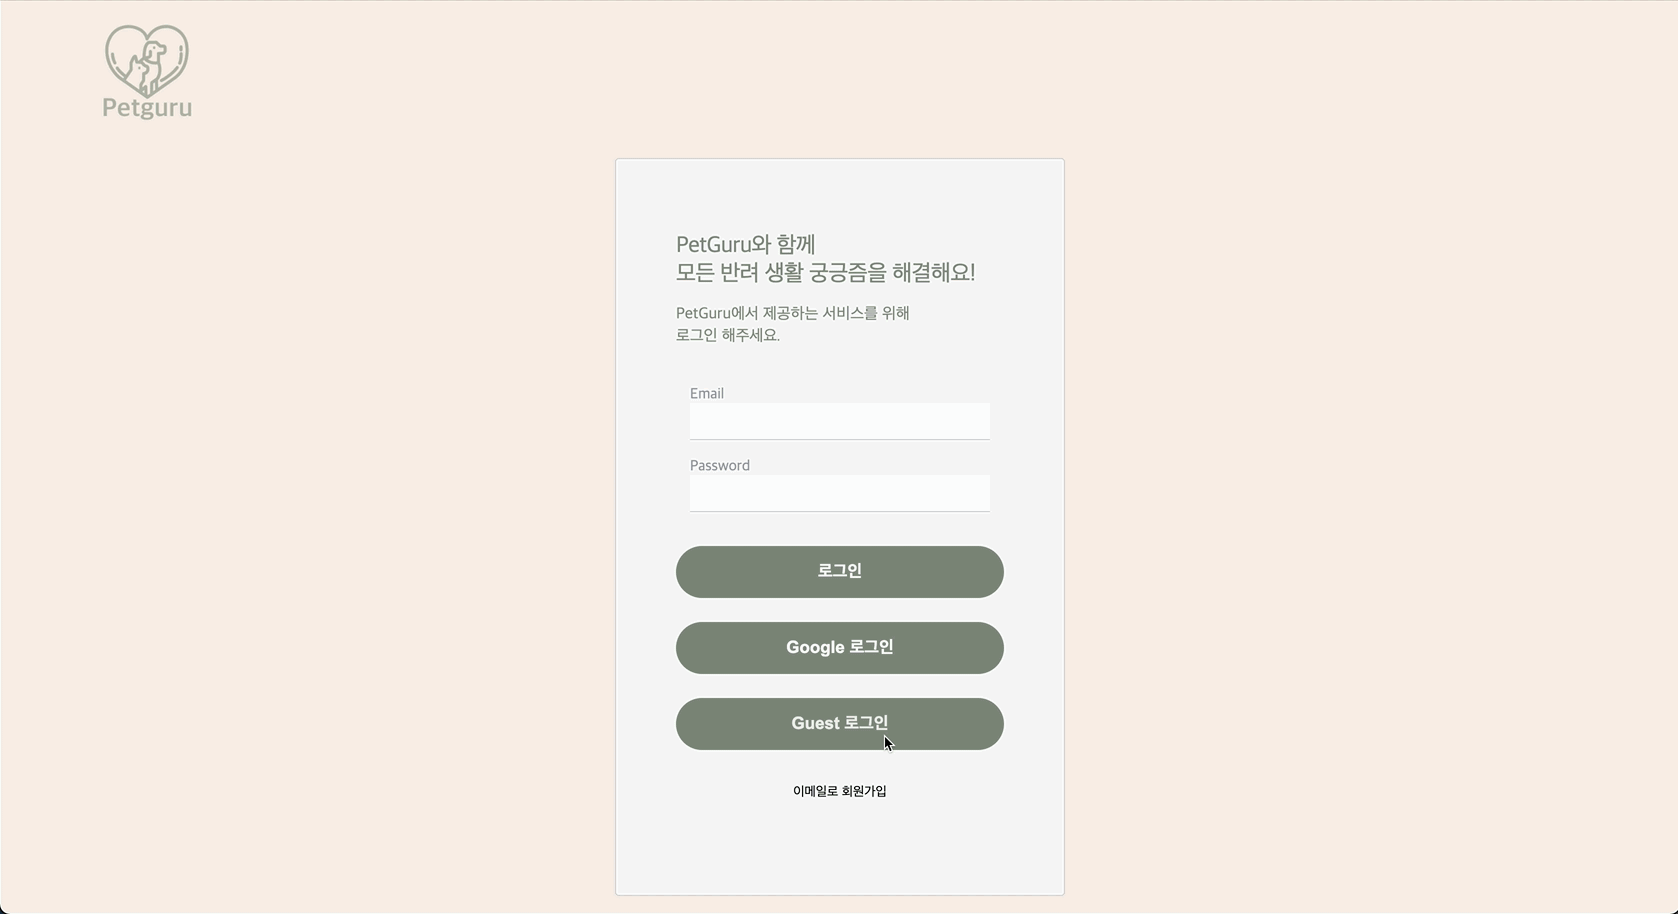 Petguru
PetGuru와 함께
모든 반려 생활 궁긍즘을 해결해요!
PetGuru에서 제공하는 서비스를 위해
로그인 해주세요.
Email
Password
로그인
Google 로그인
Guest 로그인
이메일로 회원가입